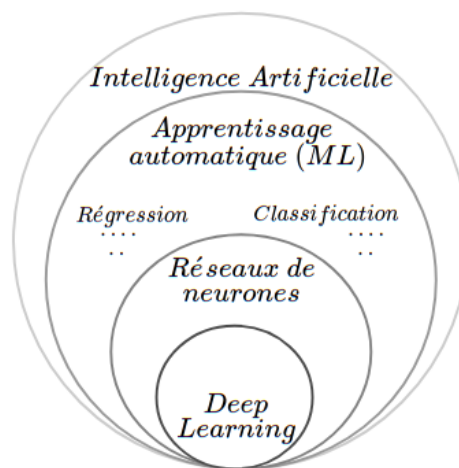 Intelligence Artificielle
Apprentissage
automatique (ML)
Régression
Classification
.... ....
.. ..
Réseaux de
neurones
Deep
Learning